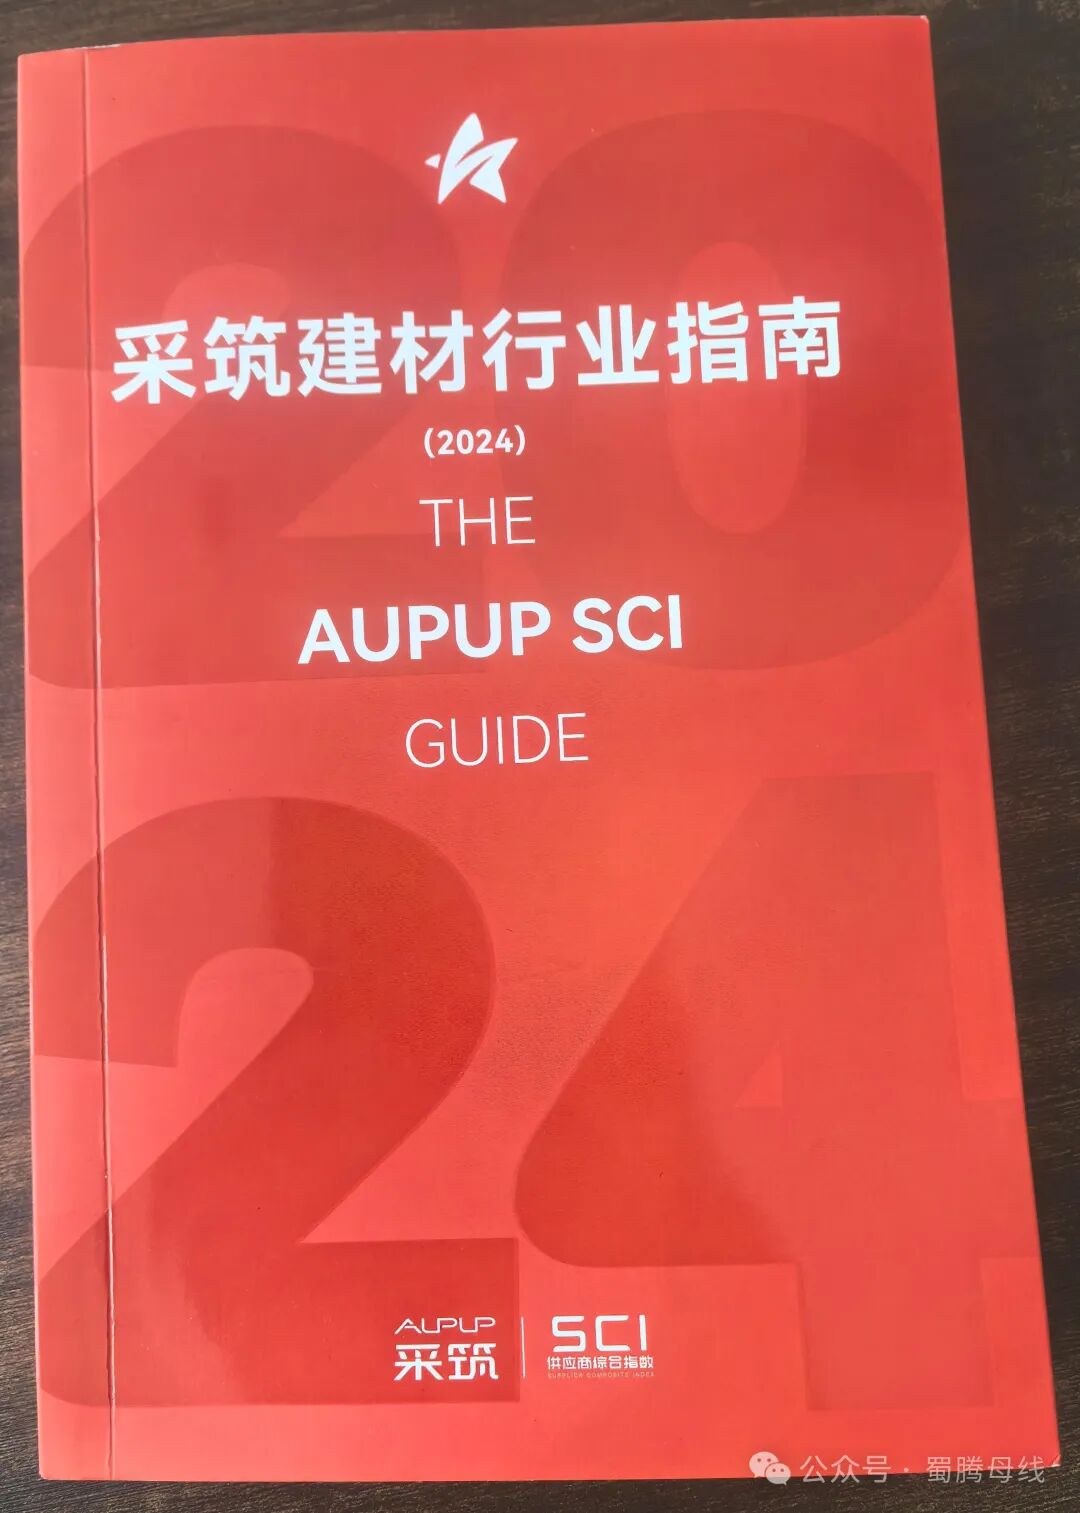 采筑建材行业指南
(2024)
THE
AUPUP SCI
GUIDE
2024
AUPUP
采筑
SCI
供应商综合指数
SUPPLIER COMPOSITE INDEX
公众号 · 蜀腾母线